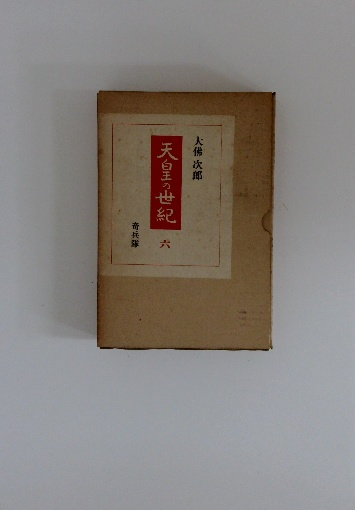 大佛次郎
天皇の世紀
六
奇兵隊